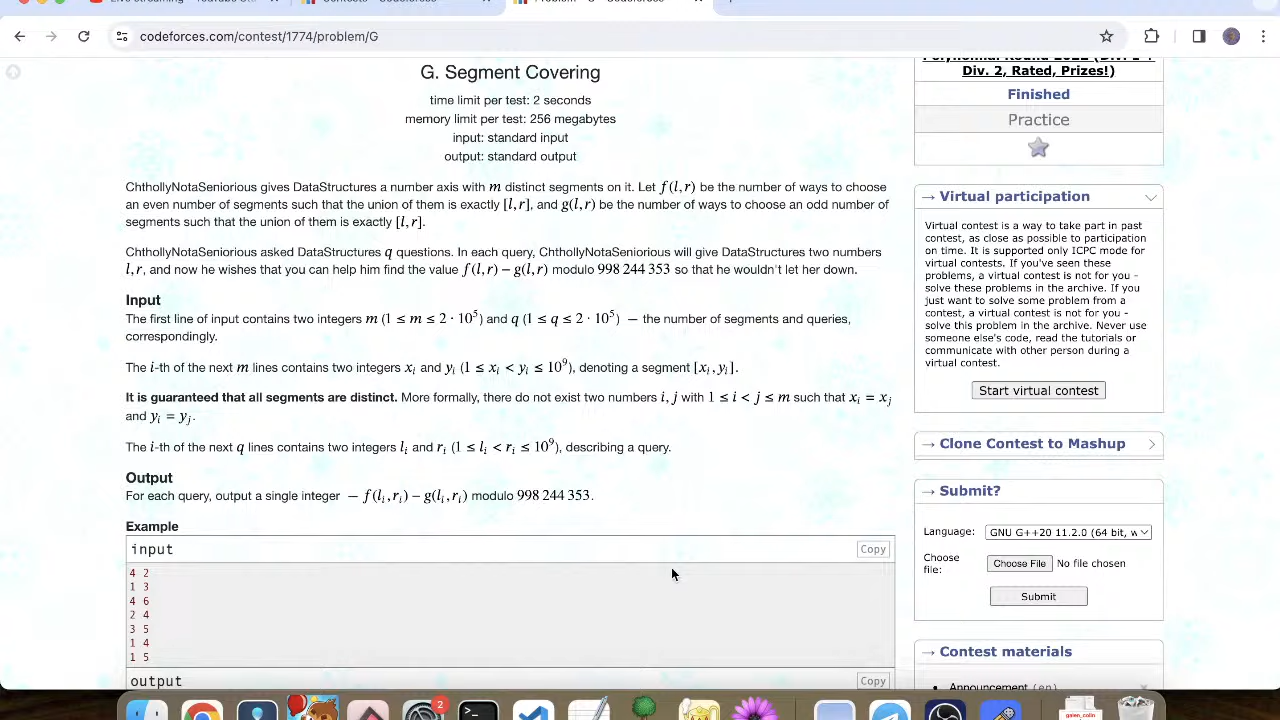 codeforces.com/contest/1774/problem/G
G. Segment Covering
time limit per test: 2 seconds
memory limit per test: 256 megabytes
input: standard input
output: standard output
ChthollyNotaSeniorious gives DataStructures a number axis with m distinct segments on it. Let f(l,r) be the number of ways to choose
an even number of segments such that the union of them is exactly [l,r], and g(l,r) be the number of ways to choose an odd number of
segments such that the union of them is exactly [l,r].
ChthollyNotaSeniorious asked DataStructures q questions. In each query, ChthollyNotaSeniorious will give DataStructures two numbers
l,r, and now he wishes that you can help him find the value f(l,r) − g(l,r) modulo 998 244 353 so that he wouldn't let her down.
Input
The first line of input contains two integers m (1 ≤ m ≤ 2 · 10⁵) and q (1 ≤ q ≤ 2 · 10⁵) — the number of segments and queries,
correspondingly.
The i-th of the next m lines contains two integers xᵢ and yᵢ (1 ≤ xᵢ < yᵢ ≤ 10⁹), denoting a segment [xᵢ, yᵢ].
It is guaranteed that all segments are distinct. More formally, there do not exist two numbers i, j with 1 ≤ i < j ≤ m such that xᵢ = xⱼ
and yᵢ = yⱼ.
The i-th of the next q lines contains two integers lᵢ and rᵢ (1 ≤ lᵢ < rᵢ ≤ 10⁹), describing a query.
Output
For each query, output a single integer — f(lᵢ,rᵢ) − g(lᵢ,rᵢ) modulo 998 244 353.
Example
input
Copy
4 2
1 3
4 6
2 4
3 5
1 4
1 5
output
Copy
Div. 2, Rated, Prizes!)
Finished
Practice
→ Virtual participation
Virtual contest is a way to take part in past
contest, as close as possible to participation
on time. It is supported only ICPC mode for
virtual contests. If you've seen these
problems, a virtual contest is not for you -
solve these problems in the archive. If you
just want to solve some problem from a
contest, a virtual contest is not for you -
solve this problem in the archive. Never use
someone else's code, read the tutorials or
communicate with other person during a
virtual contest.
Start virtual contest
→ Clone Contest to Mashup
→ Submit?
Language:
GNU G++20 11.2.0 (64 bit, w
Choose
file:
Choose File No file chosen
Submit
→ Contest materials
Announcement (en)
2